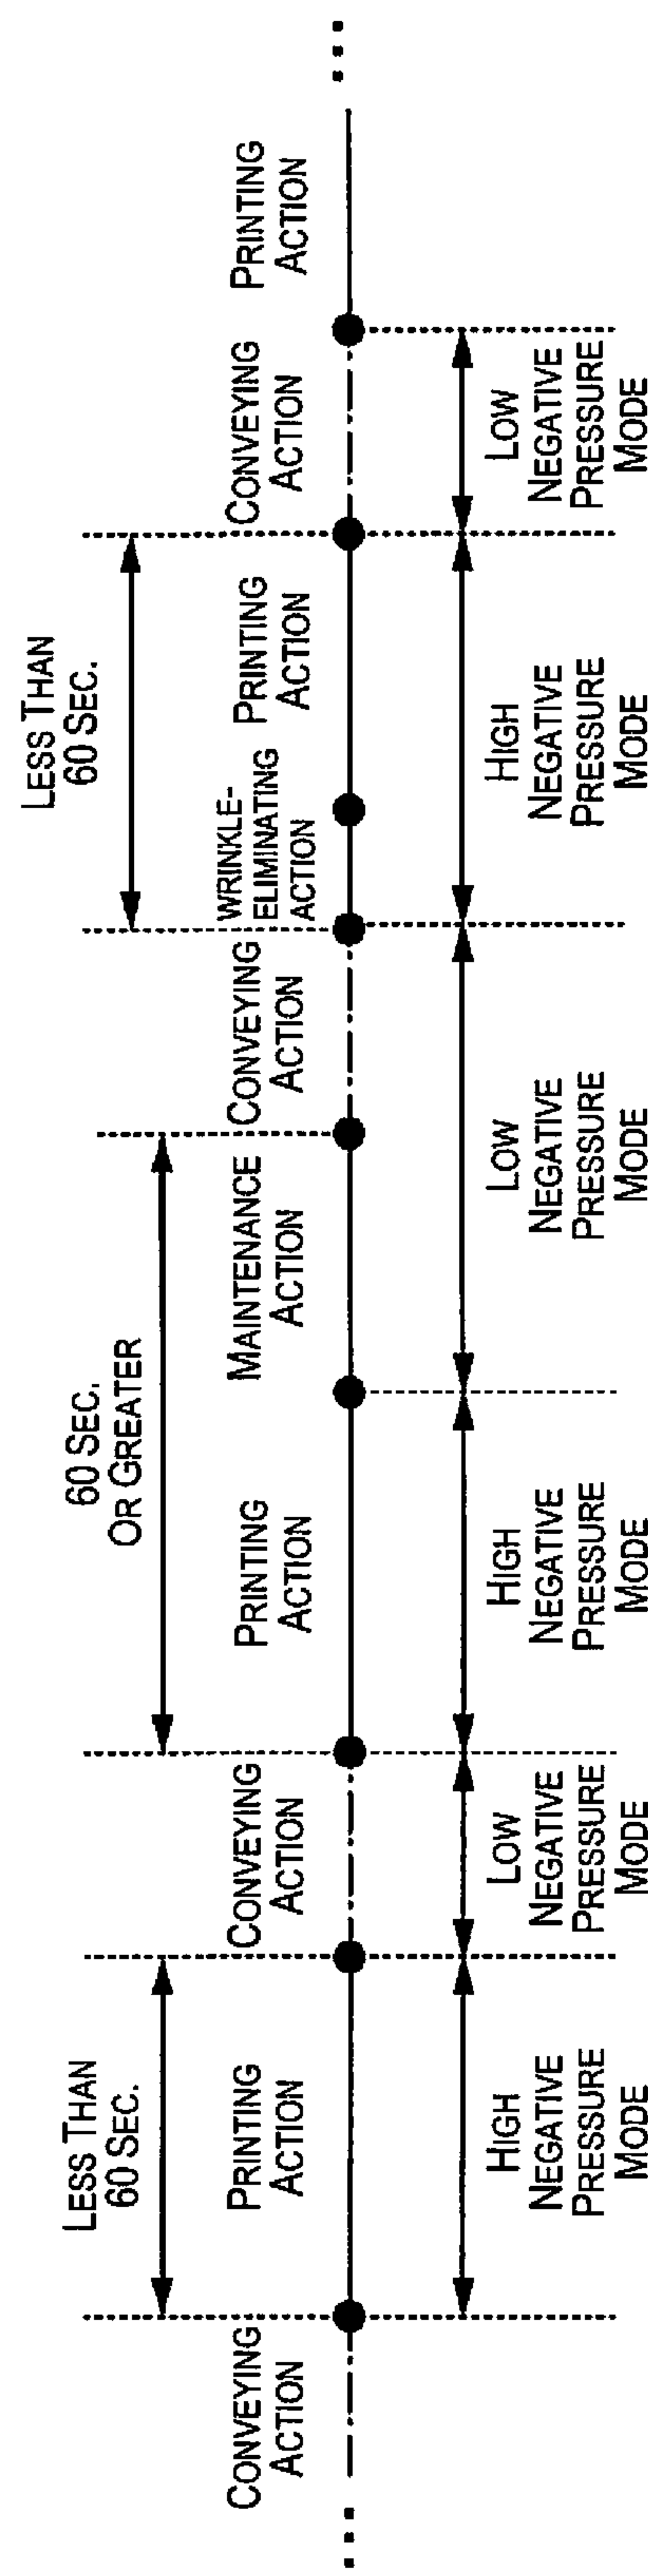 LESS THAN
60 SEC.
60 SEC.
OR GREATER
LESS THAN
60 SEC.
CONVEYING
ACTION
PRINTING
ACTION
CONVEYING
ACTION
PRINTING
ACTION
MAINTENANCE
ACTION
CONVEYING
ACTION
WRINKLE-
ELIMINATING
ACTION
PRINTING
ACTION
CONVEYING
ACTION
PRINTING
ACTION
HIGH
NEGATIVE
PRESSURE
MODE
LOW
NEGATIVE
PRESSURE
MODE
HIGH
NEGATIVE
PRESSURE
MODE
LOW
NEGATIVE
PRESSURE
MODE
HIGH
NEGATIVE
PRESSURE
MODE
LOW
NEGATIVE
PRESSURE
MODE